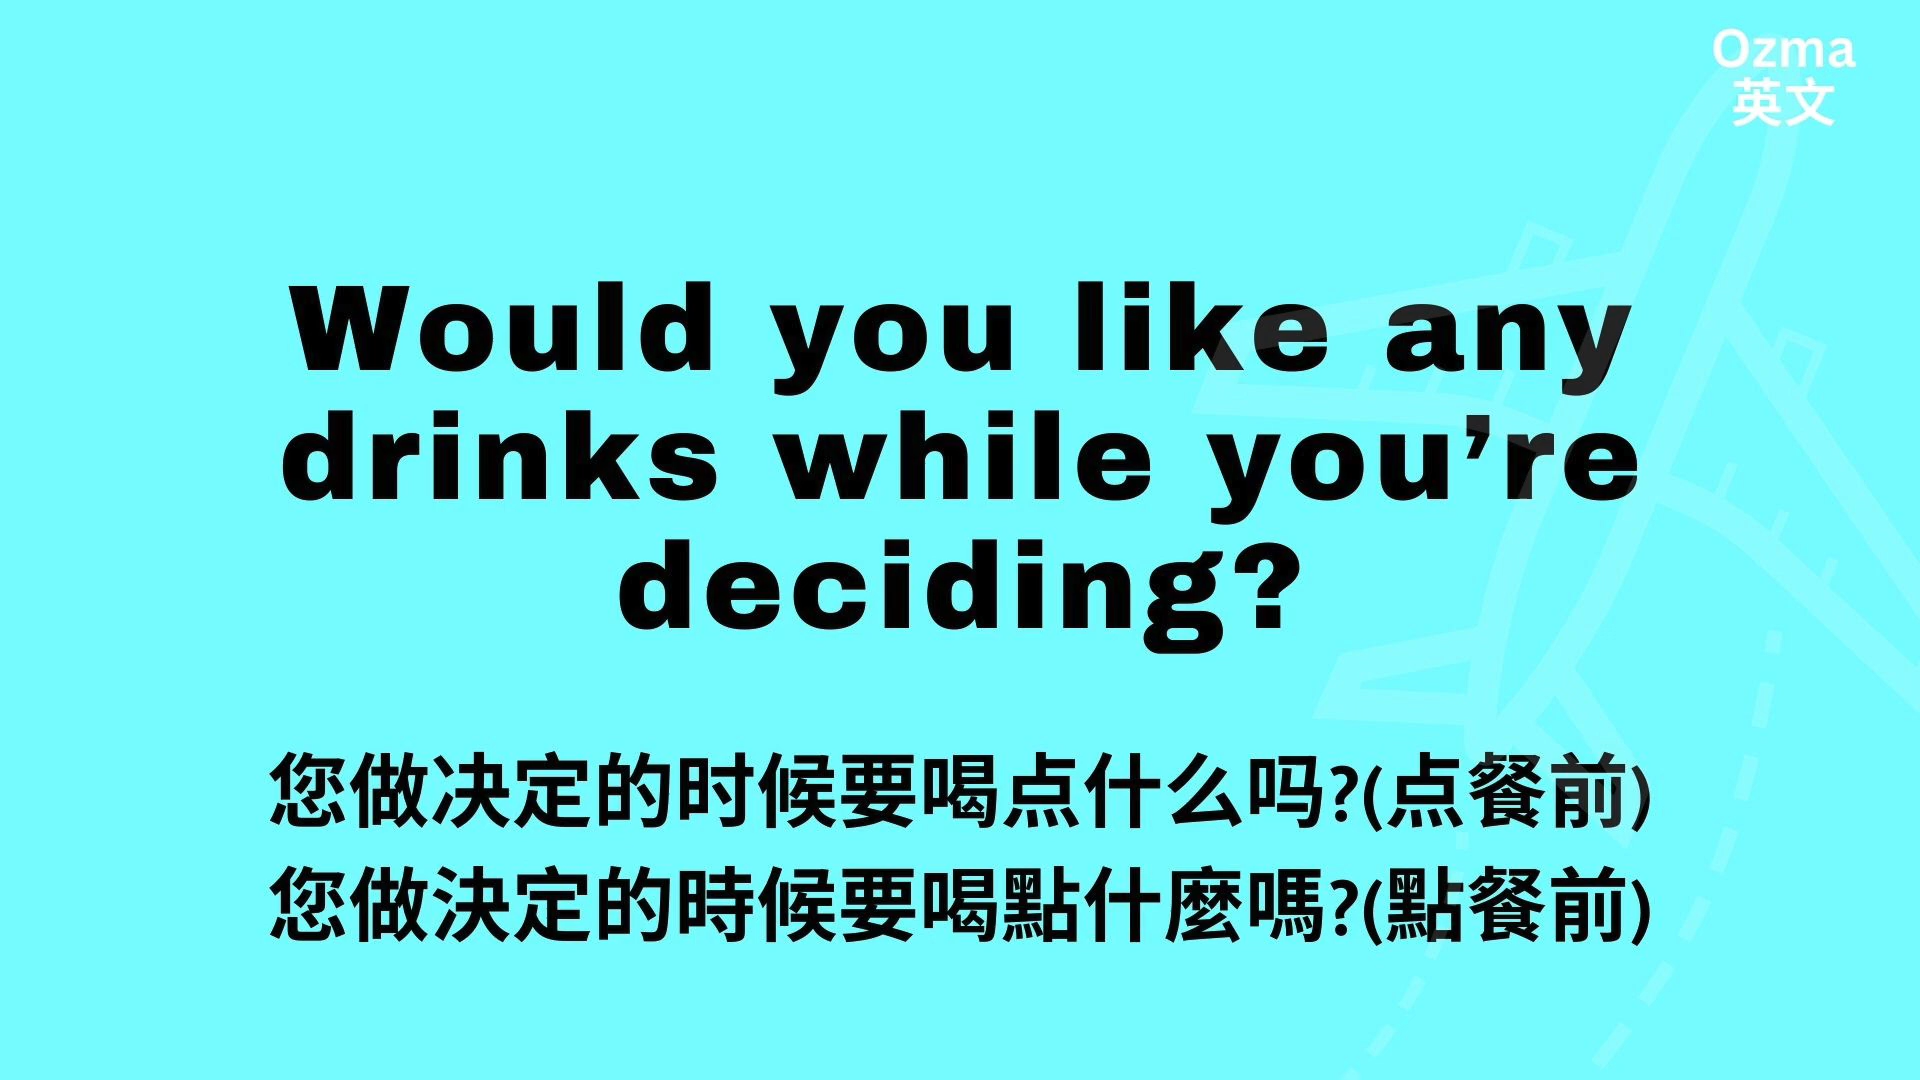 Ozma
英文
Would you like any
drinks while you’re
deciding?
您做决定的时候要喝点什么吗?(点餐前)
您做決定的時候要喝點什麼嗎?(點餐前)